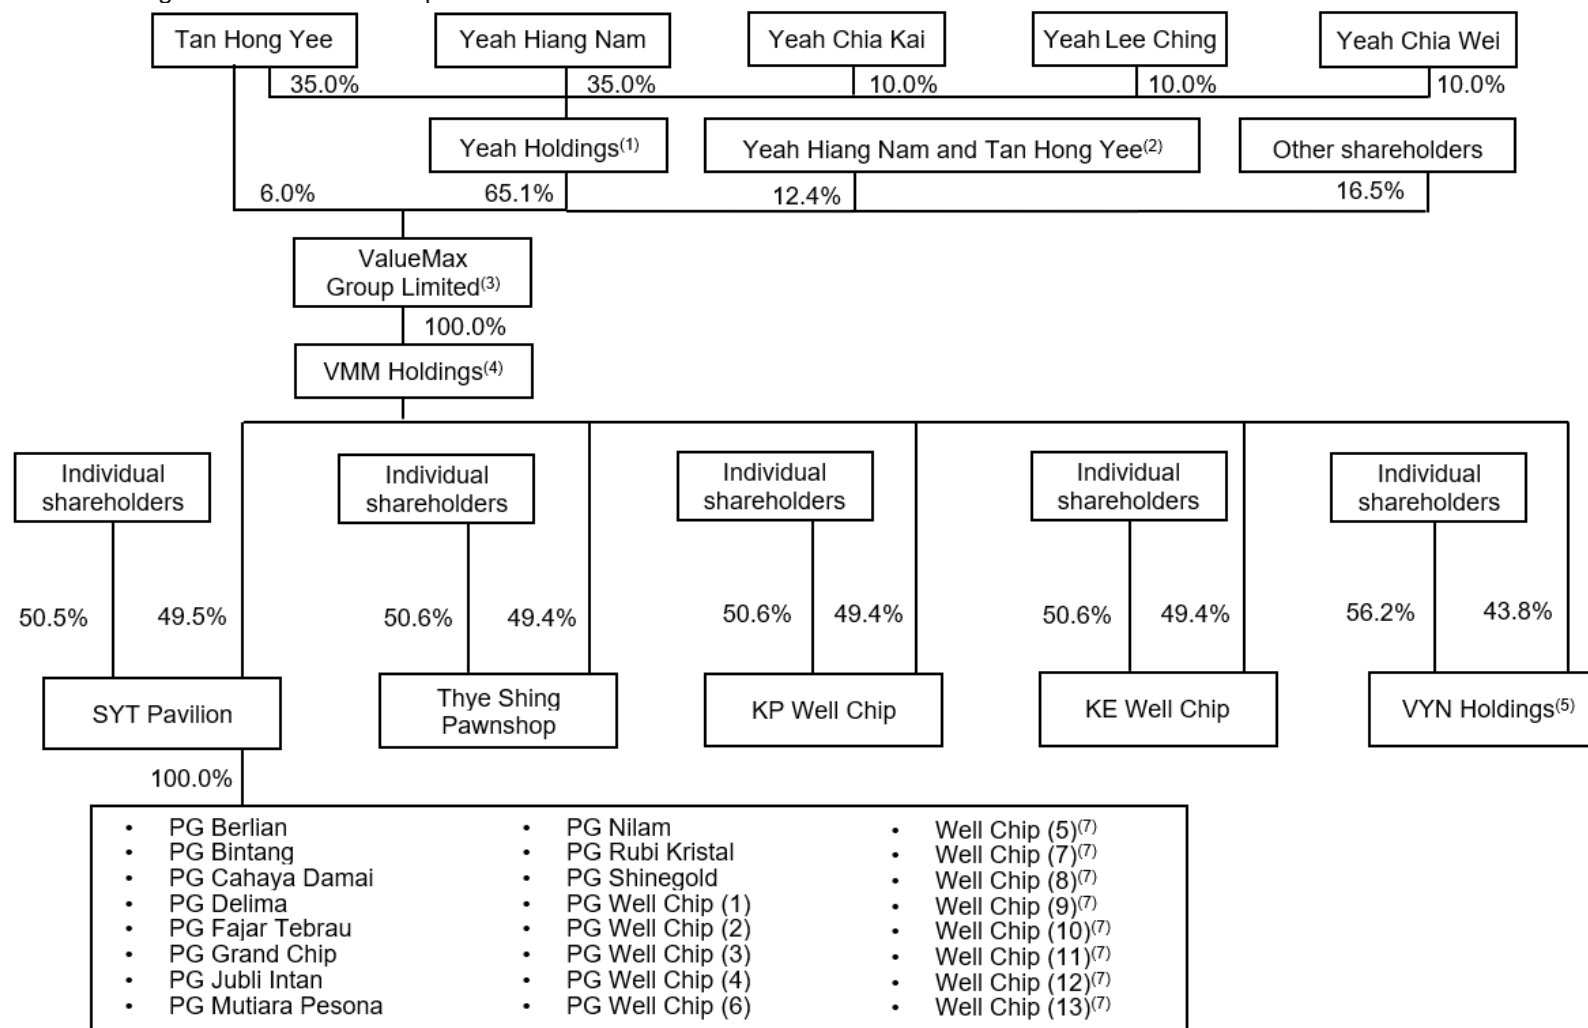 Tan Hong Yee
Yeah Hiang Nam
Yeah Chia Kai
Yeah Lee Ching
Yeah Chia Wei
35.0%
35.0%
10.0%
10.0%
10.0%
Yeah Holdings(1)
Yeah Hiang Nam and Tan Hong Yee(2)
Other shareholders
6.0%
65.1%
12.4%
16.5%
ValueMax
Group Limited(3)
100.0%
VMM Holdings(4)
Individual
shareholders
Individual
shareholders
Individual
shareholders
Individual
shareholders
Individual
shareholders
50.5%
49.5%
50.6%
49.4%
50.6%
49.4%
50.6%
49.4%
56.2%
43.8%
SYT Pavilion
Thye Shing
Pawnshop
KP Well Chip
KE Well Chip
VYN Holdings(5)
100.0%
• PG Berlian
• PG Bintang
• PG Cahaya Damai
• PG Delima
• PG Fajar Tebrau
• PG Grand Chip
• PG Jubli Intan
• PG Mutiara Pesona
• PG Nilam
• PG Rubi Kristal
• PG Shinegold
• PG Well Chip (1)
• PG Well Chip (2)
• PG Well Chip (3)
• PG Well Chip (4)
• PG Well Chip (6)
• Well Chip (5)(7)
• Well Chip (7)(7)
• Well Chip (8)(7)
• Well Chip (9)(7)
• Well Chip (10)(7)
• Well Chip (11)(7)
• Well Chip (12)(7)
• Well Chip (13)(7)